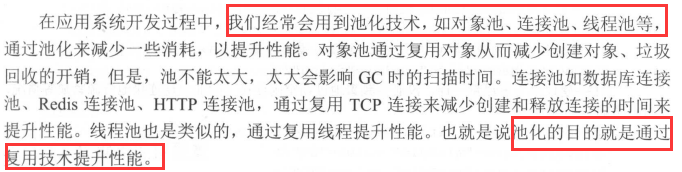 在应用系统开发过程中，我们经常会用到池化技术，如对象池、连接池、线程池等，
通过池化来减少一些消耗，以提升性能。对象池通过复用对象从而减少创建对象、垃圾
回收的开销，但是，池不能太大，太大会影响 GC 时的扫描时间。连接池如数据库连接
池、Redis 连接池、HTTP 连接池，通过复用 TCP 连接来减少创建和释放连接的时间来
提升性能。线程池也是类似的，通过复用线程提升性能。也就是说池化的目的就是通过
复用技术提升性能。